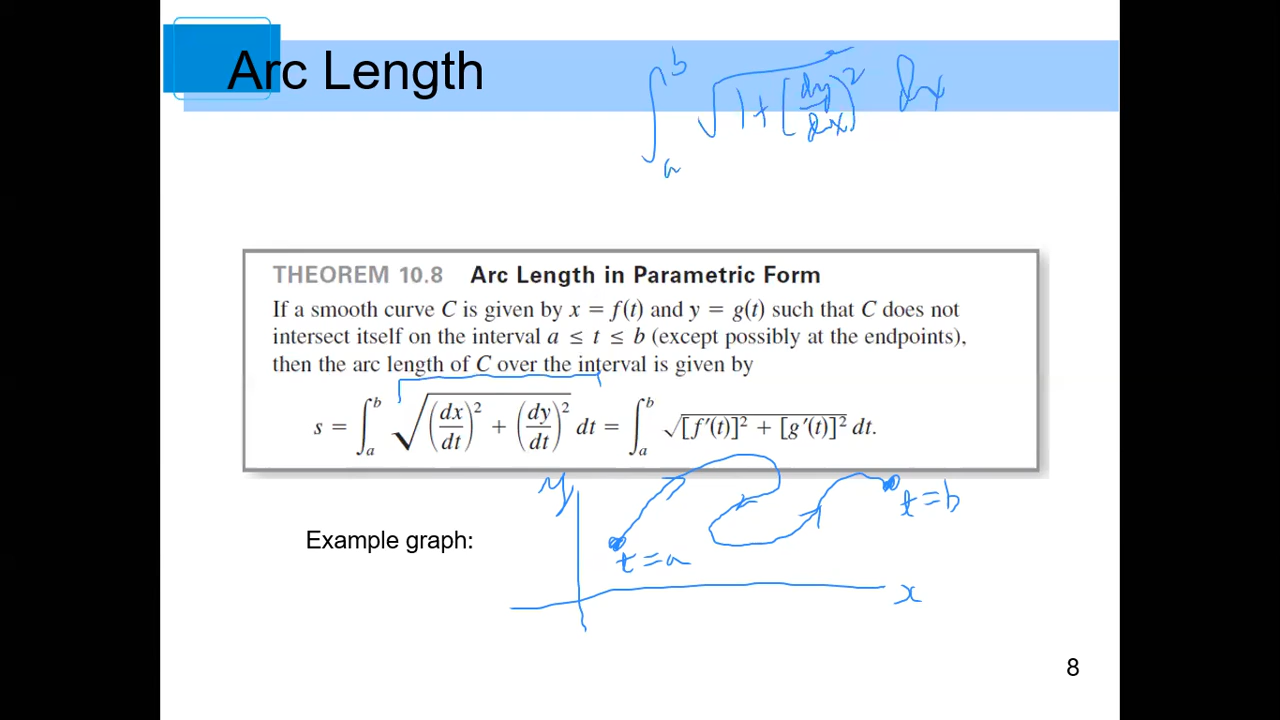 Arc Length
∫_a^b √(1 + [dy/dx)^2) dx
THEOREM 10.8 Arc Length in Parametric Form
If a smooth curve C is given by x = f(t) and y = g(t) such that C does not
intersect itself on the interval a ≤ t ≤ b (except possibly at the endpoints),
then the arc length of C over the interval is given by
s = ∫_a^b √((dx/dt)^2 + (dy/dt)^2) dt = ∫_a^b √([f′(t)]^2 + [g′(t)]^2) dt.
y
t = b
Example graph:
t = a
x
8